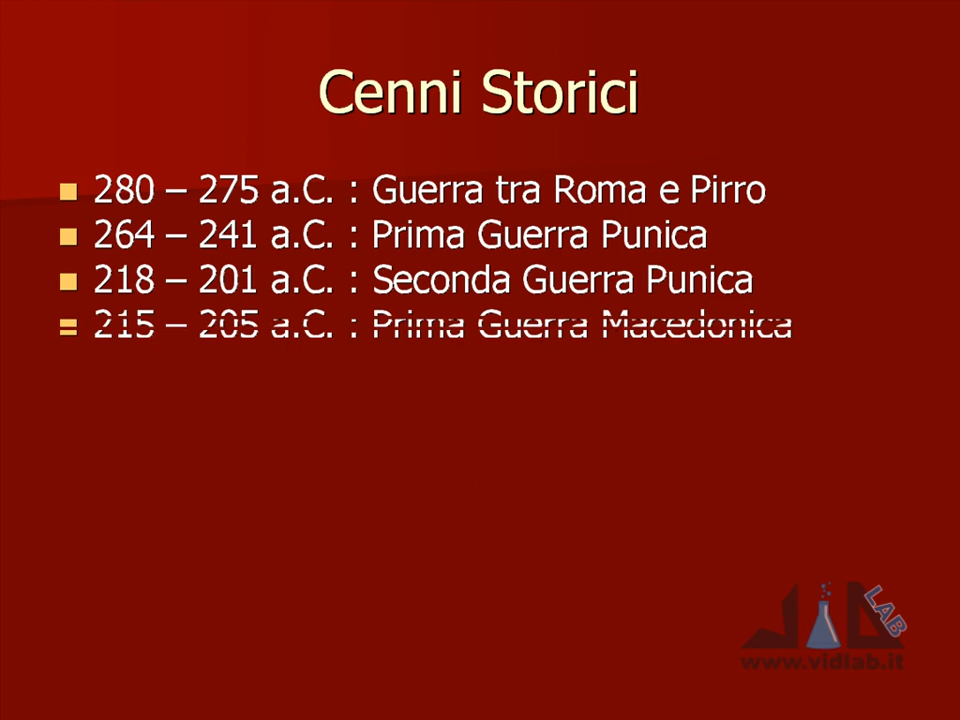 Cenni Storici
280 – 275 a.C. : Guerra tra Roma e Pirro
264 – 241 a.C. : Prima Guerra Punica
218 – 201 a.C. : Seconda Guerra Punica
215 – 205 a.C. : Prima Guerra Macedonica
LAB
www.vidlab.it